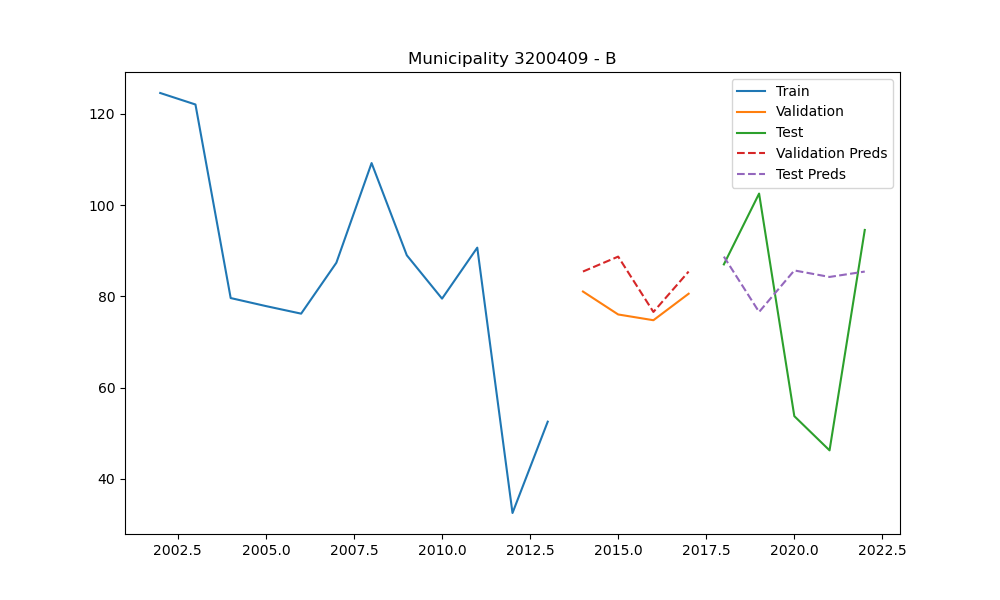 Municipality 3200409 - B
Train
Validation
Test
Validation Preds
Test Preds
120
100
80
60
40
2002.5 2005.0 2007.5 2010.0 2012.5 2015.0 2017.5 2020.0 2022.5